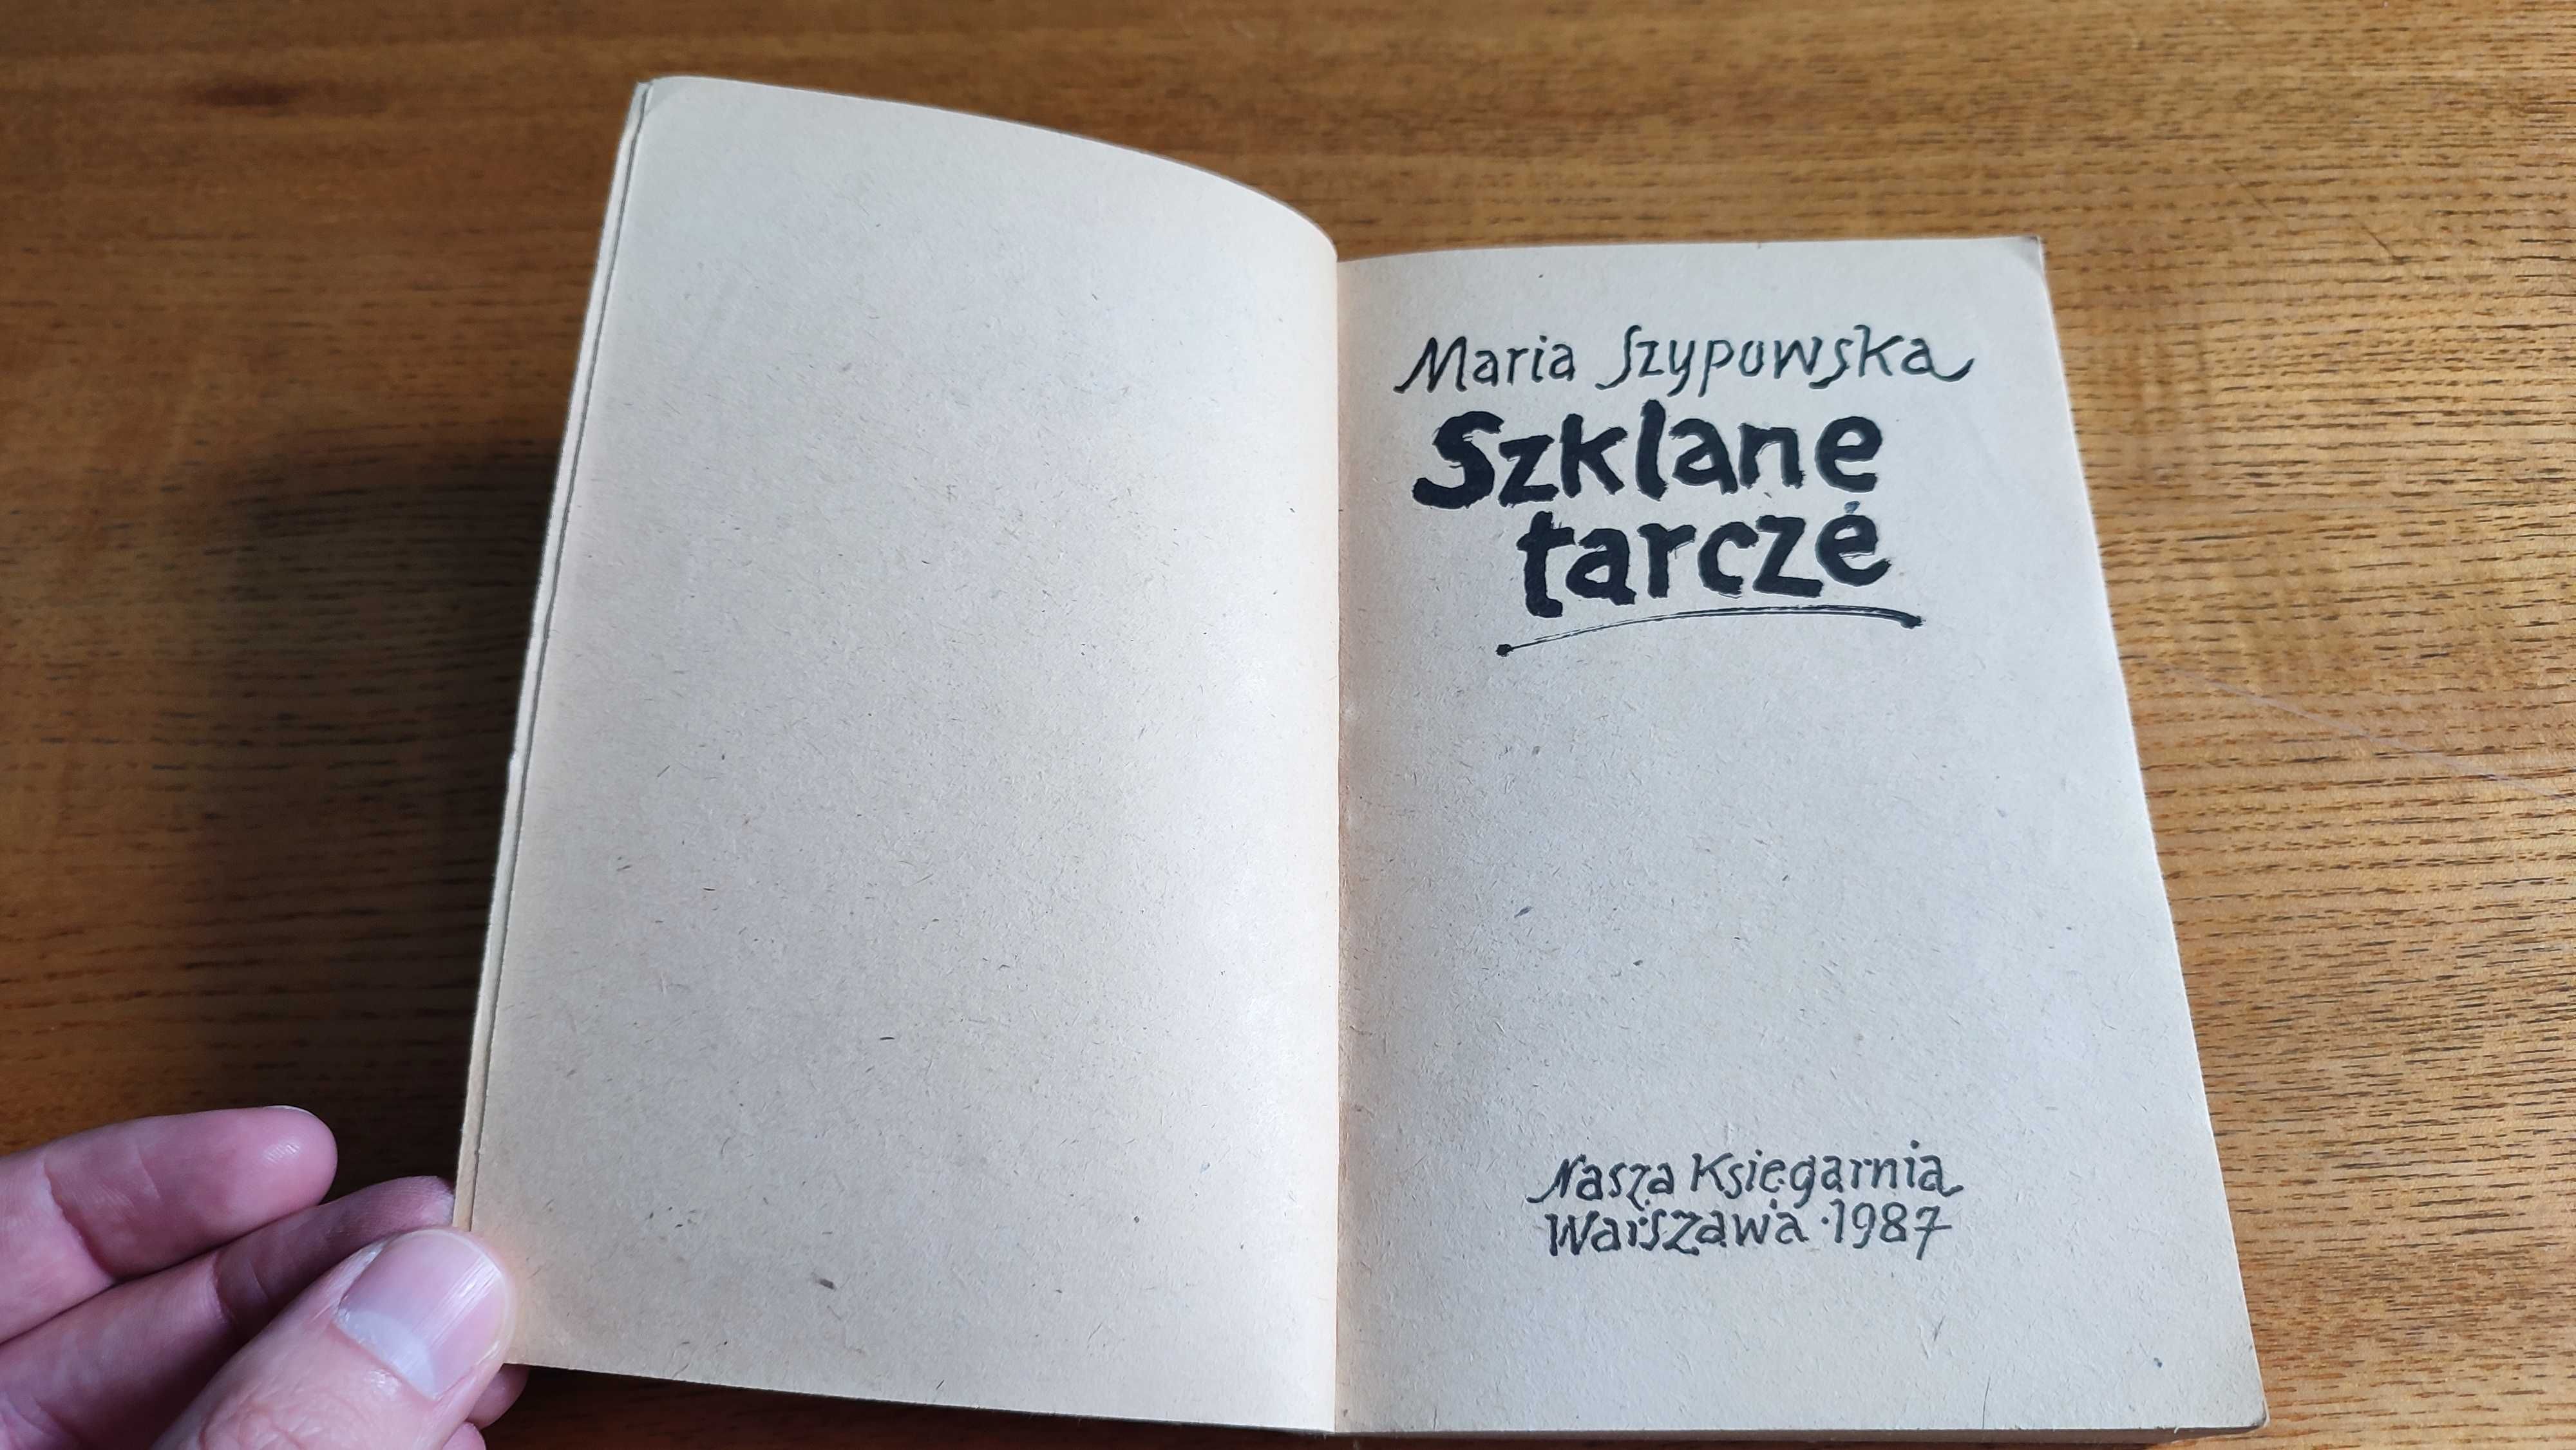 Maria Szypowska
Szklane
tarcze
Nasza Księgarnia
Warszawa · 1987